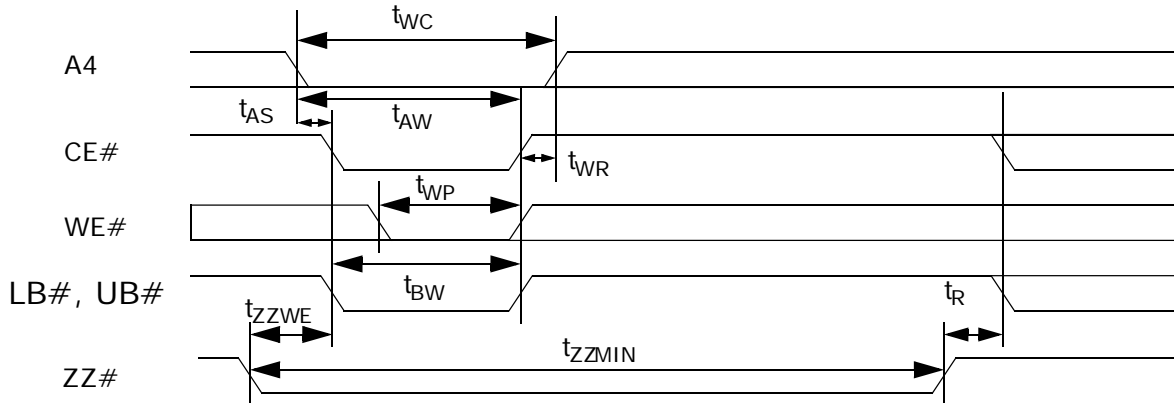 tWC
A4
tAS
tAW
CE#
tWR
tWP
WE#
LB#, UB#
tBW
tR
tZZWE
tZZMIN
ZZ#